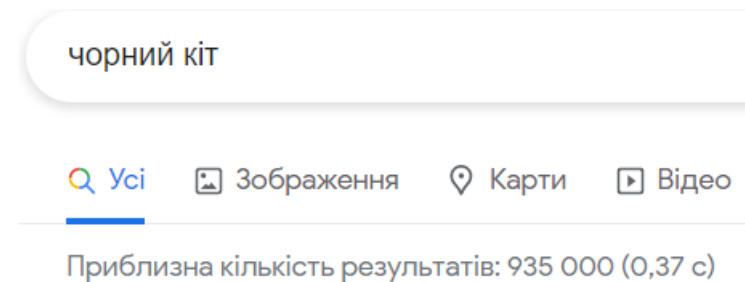 чорний кіт
Усі Зображення Карти Відео
Приблизна кількість результатів: 935 000 (0,37 с)